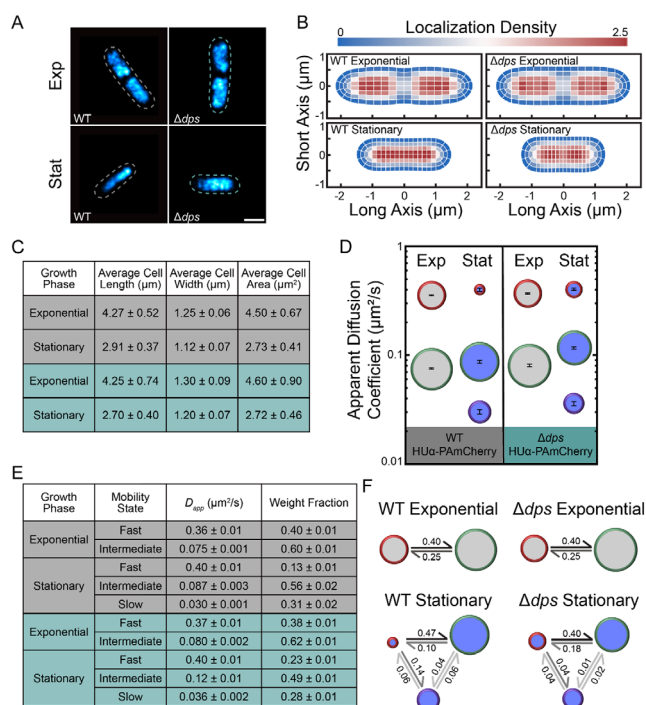 A
Exp
WT
Δdps
Stat
WT
Δdps
B
Localization Density
0
2.5
WT Exponential
Δdps Exponential
WT Stationary
Δdps Stationary
Short Axis (µm)
1
0
-1
1
0
-1
-2 -1 0 1 2
-2 -1 0 1 2
Long Axis (µm)
Long Axis (µm)
C
Growth Phase | Average Cell Length (µm) | Average Cell Width (µm) | Average Cell Area (µm²)
Exponential 4.27 ± 0.52 1.25 ± 0.06 4.50 ± 0.67
Stationary 2.91 ± 0.37 1.12 ± 0.07 2.73 ± 0.41
Exponential 4.25 ± 0.74 1.30 ± 0.09 4.60 ± 0.90
Stationary 2.70 ± 0.40 1.20 ± 0.07 2.72 ± 0.46
D
Apparent Diffusion
Coefficient (µm²/s)
1
0.1
0.01
Exp Stat Exp Stat
WT
HUα-PAmCherry
Δdps
HUα-PAmCherry
E
Growth Phase | Mobility State | Dapp (µm²/s) | Weight Fraction
Exponential Fast 0.36 ± 0.01 0.40 ± 0.01
Intermediate 0.075 ± 0.001 0.60 ± 0.01
Stationary Fast 0.40 ± 0.01 0.13 ± 0.01
Intermediate 0.087 ± 0.003 0.56 ± 0.02
Slow 0.030 ± 0.001 0.31 ± 0.02
Exponential Fast 0.37 ± 0.01 0.38 ± 0.01
Intermediate 0.080 ± 0.002 0.62 ± 0.01
Stationary Fast 0.40 ± 0.01 0.23 ± 0.01
Intermediate 0.12 ± 0.01 0.49 ± 0.01
Slow 0.036 ± 0.002 0.28 ± 0.01
F
WT Exponential
0.40
0.25
Δdps Exponential
0.40
0.25
WT Stationary
0.47
0.10
0.14
0.06
0.04
0.06
Δdps Stationary
0.40
0.18
0.04
0.04
0.01
0.02